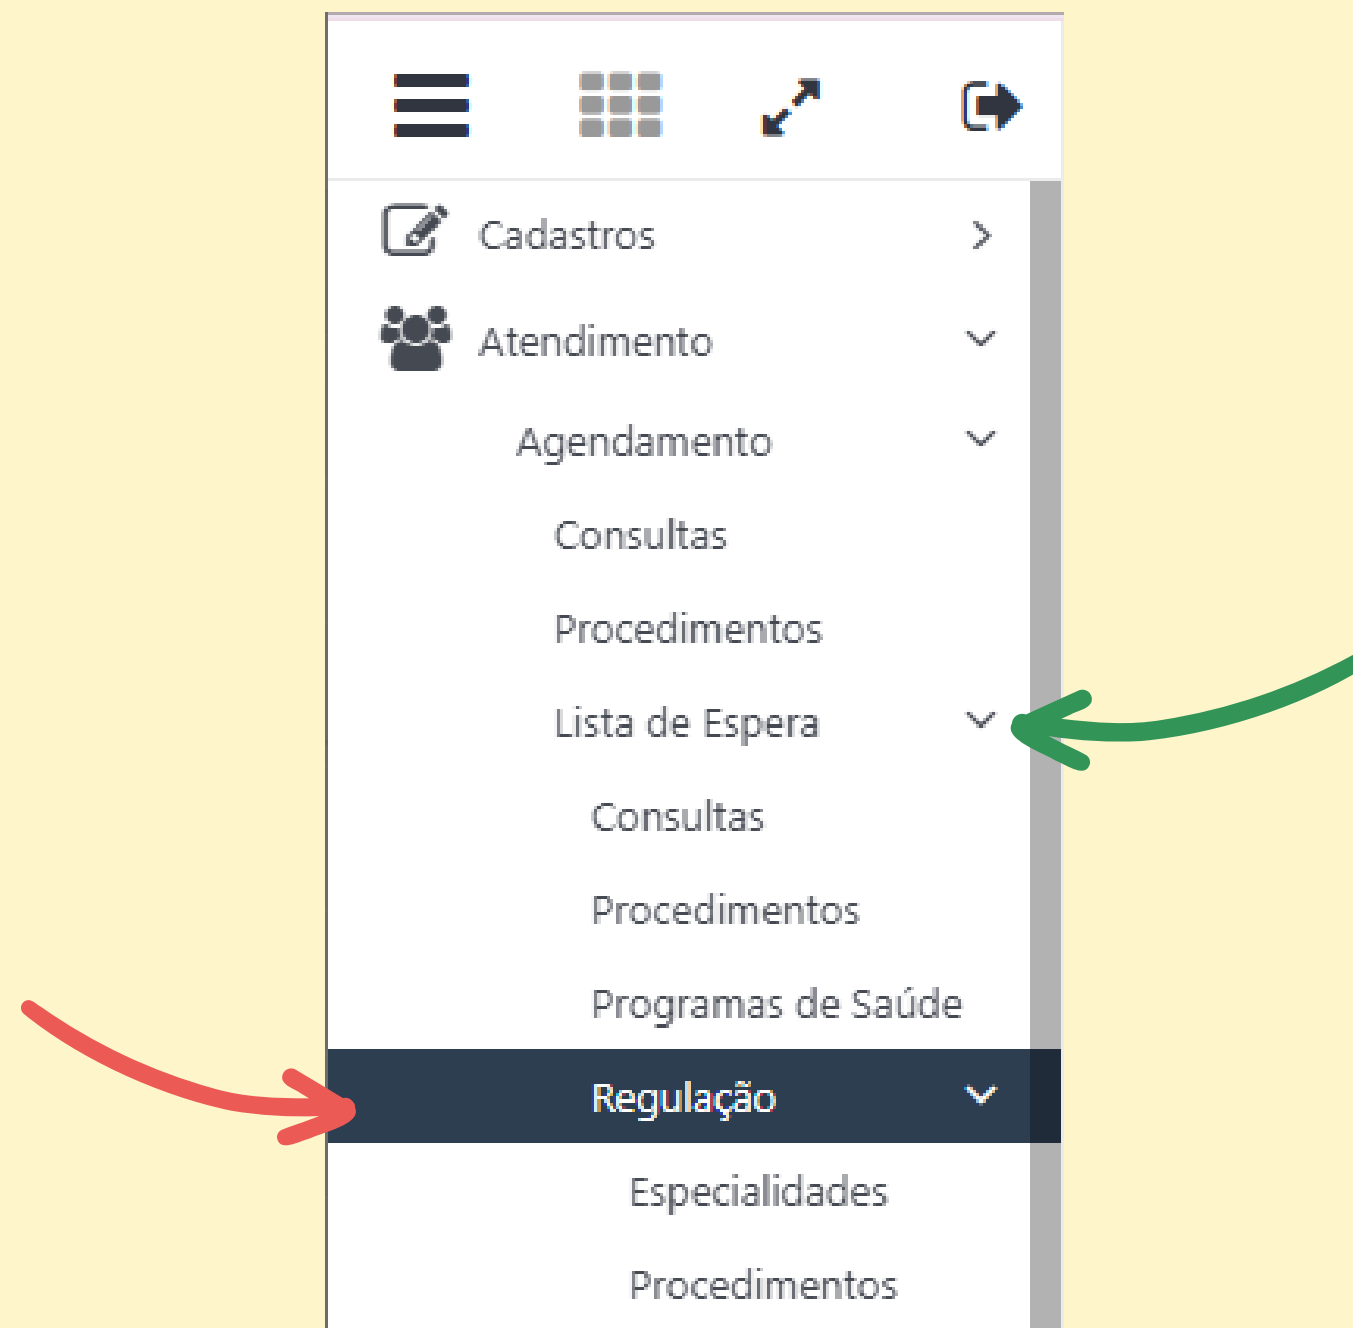 Cadastros
Atendimento
Agendamento
Consultas
Procedimentos
Lista de Espera
Consultas
Procedimentos
Programas de Saúde
Regulação
Especialidades
Procedimentos